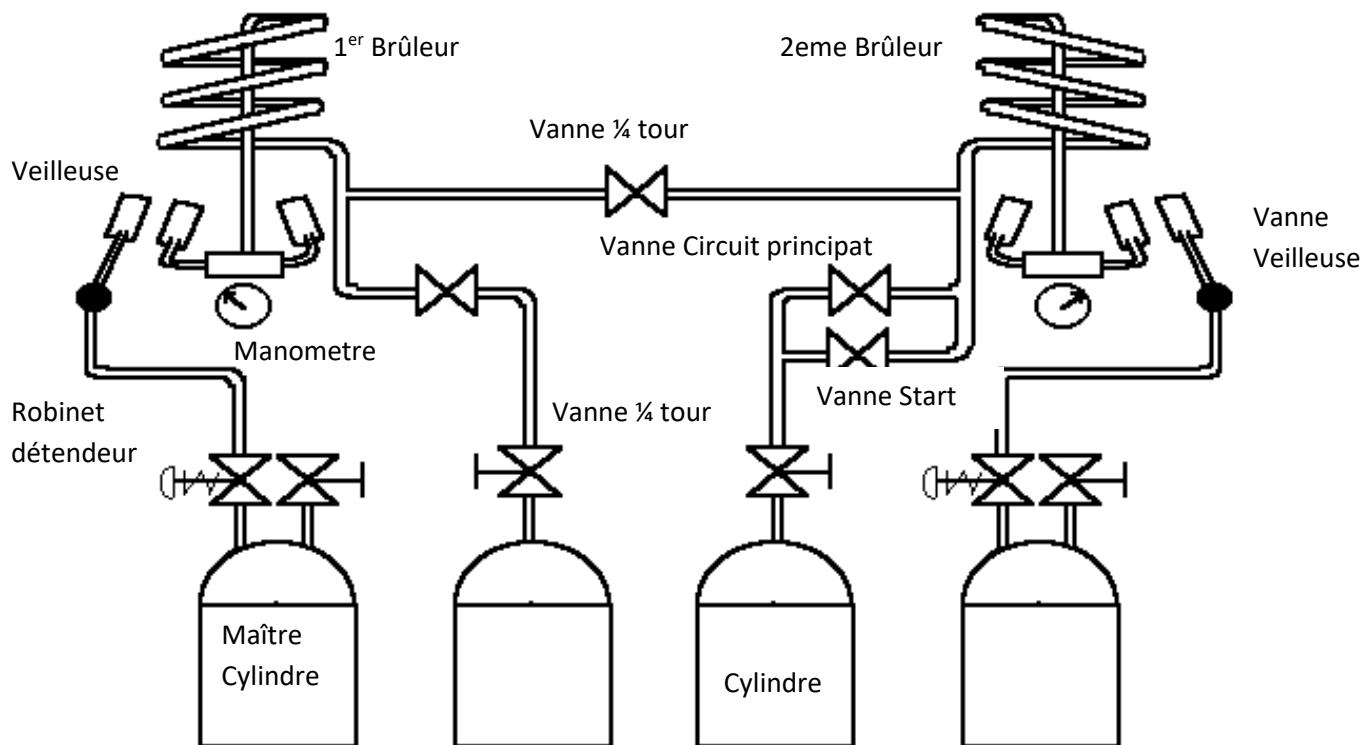 1er Brûleur
2eme Brûleur
Vanne ¼ tour
Veilleuse
Vanne
Veilleuse
Vanne Circuit principat
Manometre
Vanne Start
Robinet
détendeur
Vanne ¼ tour
Maître
Cylindre
Cylindre